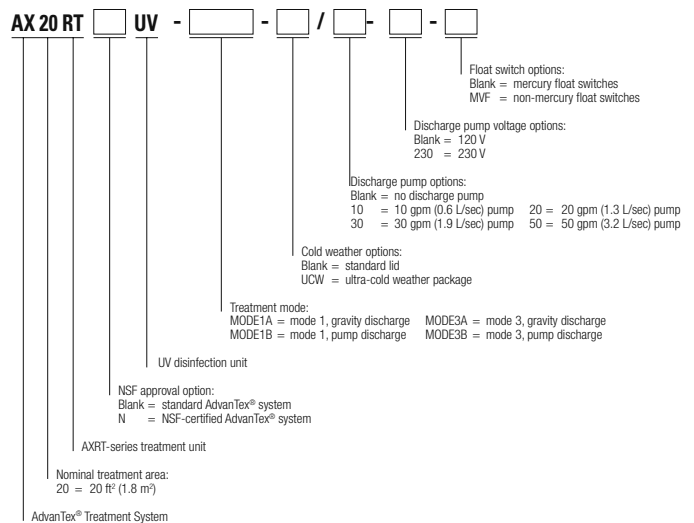 AX 20 RT UV - - / - -
Float switch options:
Blank = mercury float switches
MVF = non-mercury float switches
Discharge pump voltage options:
Blank = 120 V
230 = 230 V
Discharge pump options:
Blank = no discharge pump
10 = 10 gpm (0.6 L/sec) pump 20 = 20 gpm (1.3 L/sec) pump
30 = 30 gpm (1.9 L/sec) pump 50 = 50 gpm (3.2 L/sec) pump
Cold weather options:
Blank = standard lid
UCW = ultra-cold weather package
Treatment mode:
MODE1A = mode 1, gravity discharge MODE3A = mode 3, gravity discharge
MODE1B = mode 1, pump discharge MODE3B = mode 3, pump discharge
UV disinfection unit
NSF approval option:
Blank = standard AdvanTex® system
N = NSF-certified AdvanTex® system
AXRT-series treatment unit
Nominal treatment area:
20 = 20 ft² (1.8 m²)
AdvanTex® Treatment System